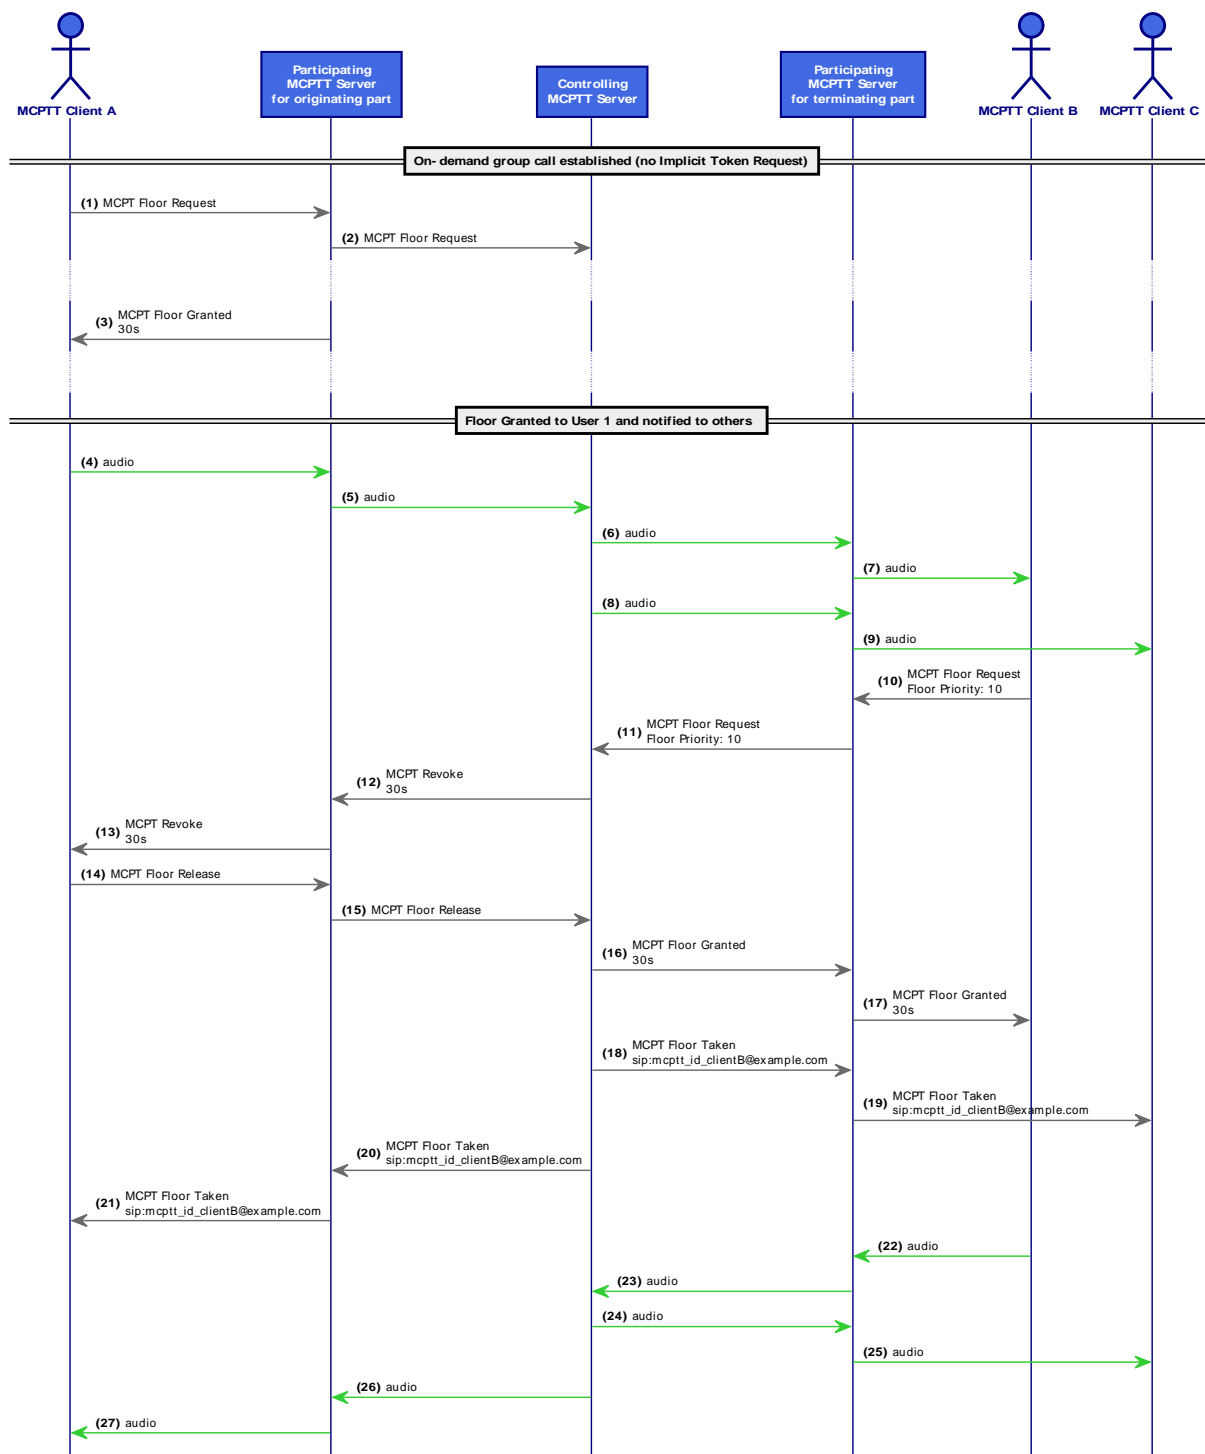 Participating
MCPTT Server
for originating part
Controlling
MCPTT Server
Participating
MCPTT Server
for terminating part
MCPTT Client A
MCPTT Client B
MCPTT Client C
On- demand group call established (no Implicit Token Request)
(1) MCPT Floor Request
(2) MCPT Floor Request
(3) MCPT Floor Granted
30s
Floor Granted to User 1 and notified to others
(4) audio
(5) audio
(6) audio
(7) audio
(8) audio
(9) audio
(10) MCPT Floor Request
Floor Priority: 10
(11) MCPT Floor Request
Floor Priority: 10
(12) MCPT Revoke
30s
(13) MCPT Revoke
30s
(14) MCPT Floor Release
(15) MCPT Floor Release
(16) MCPT Floor Granted
30s
(17) MCPT Floor Granted
30s
(18) MCPT Floor Taken
sip:mcptt_id_clientB@example.com
(19) MCPT Floor Taken
sip:mcptt_id_clientB@example.com
(20) MCPT Floor Taken
sip:mcptt_id_clientB@example.com
(21) MCPT Floor Taken
sip:mcptt_id_clientB@example.com
(22) audio
(23) audio
(24) audio
(25) audio
(26) audio
(27) audio